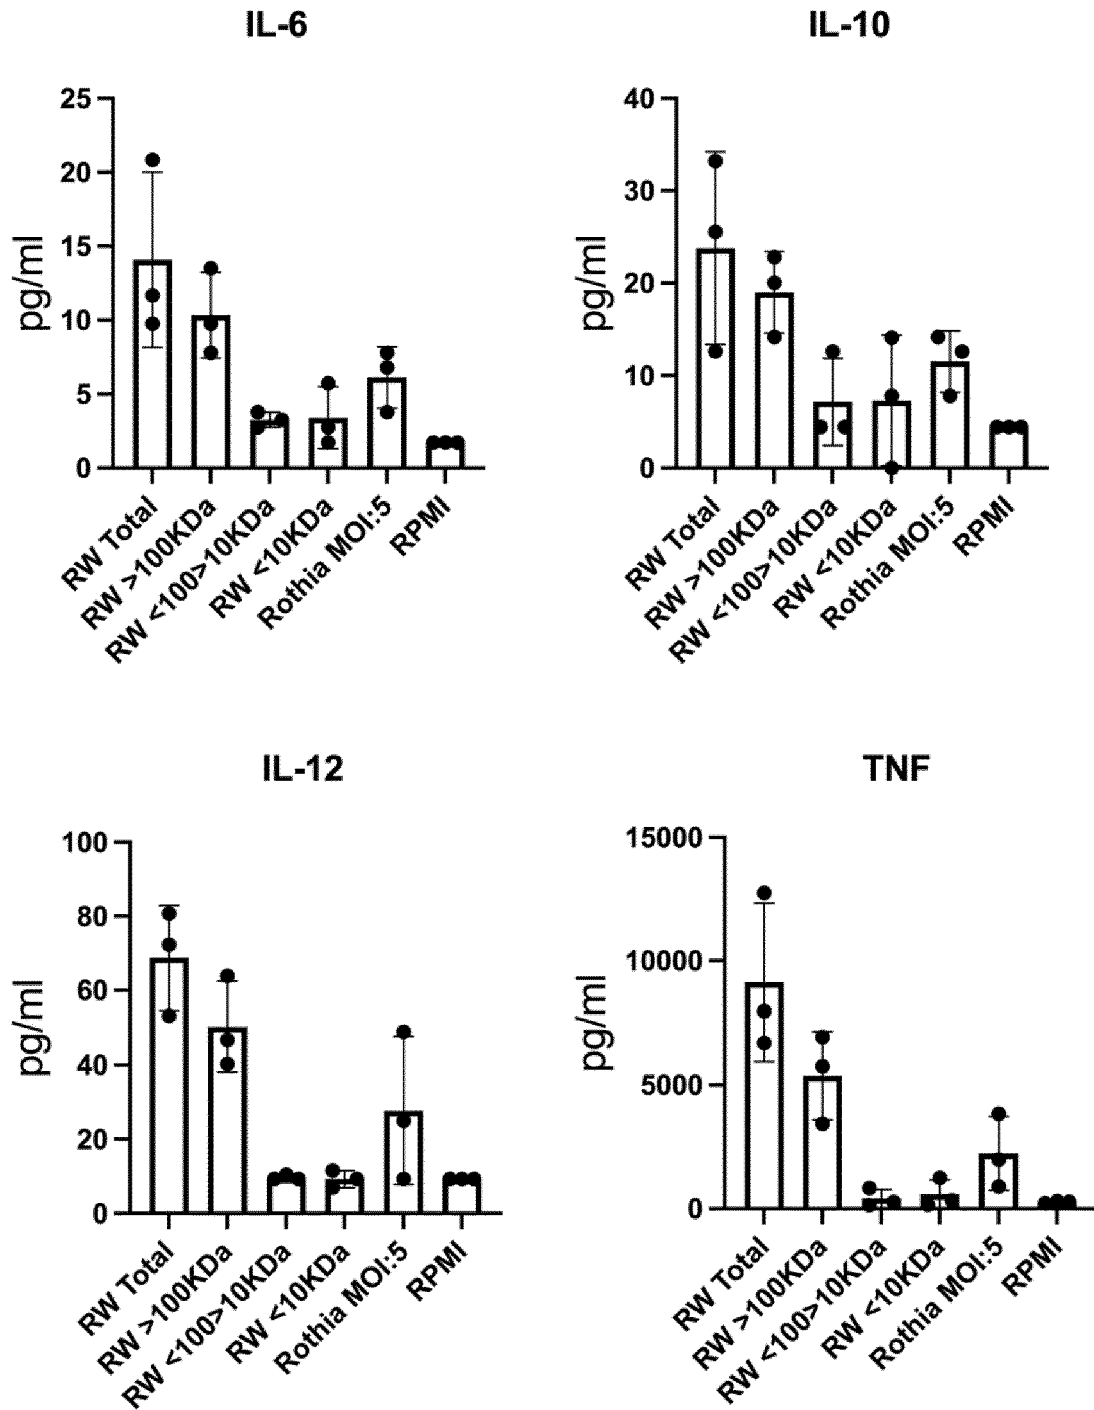 IL-6
25
20
15
10
5
0
pg/ml
RW Total
RW >100KDa
RW <100>10KDa
RW <10KDa
Rothia MOI:5
RPMI
IL-10
40
30
20
10
0
pg/ml
RW Total
RW >100KDa
RW <100>10KDa
RW <10KDa
Rothia MOI:5
RPMI
IL-12
100
80
60
40
20
0
pg/ml
RW Total
RW >100KDa
RW <100>10KDa
RW <10KDa
Rothia MOI:5
RPMI
TNF
15000
10000
5000
0
pg/ml
RW Total
RW >100KDa
RW <100>10KDa
RW <10KDa
Rothia MOI:5
RPMI